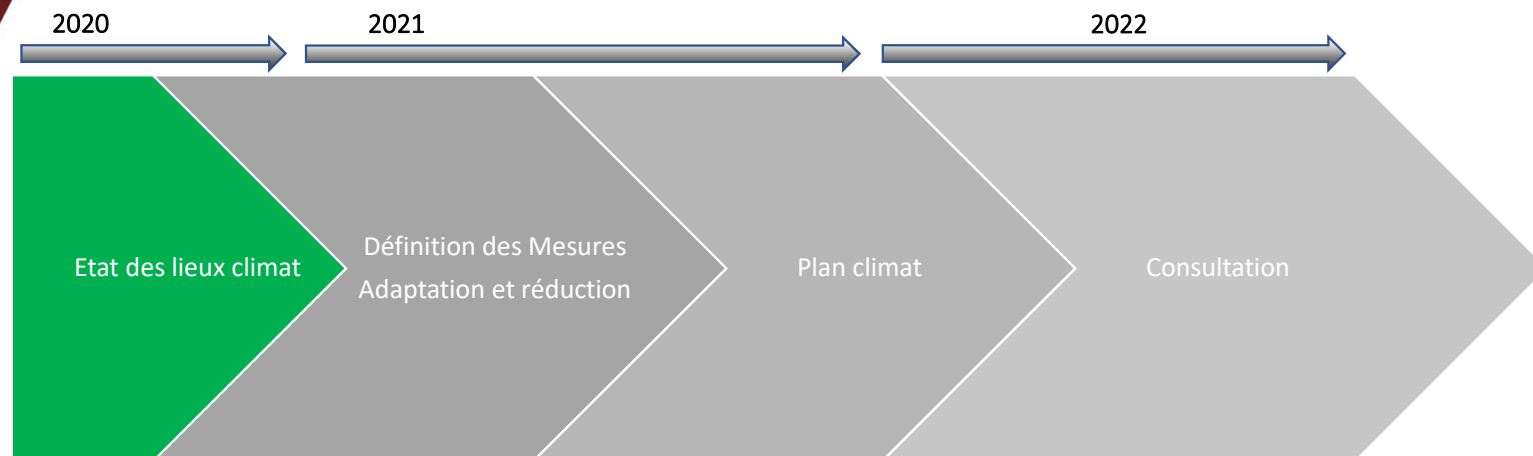 2020
2021
2022
Etat des lieux climat
Définition des Mesures
Adaptation et réduction
Plan climat
Consultation